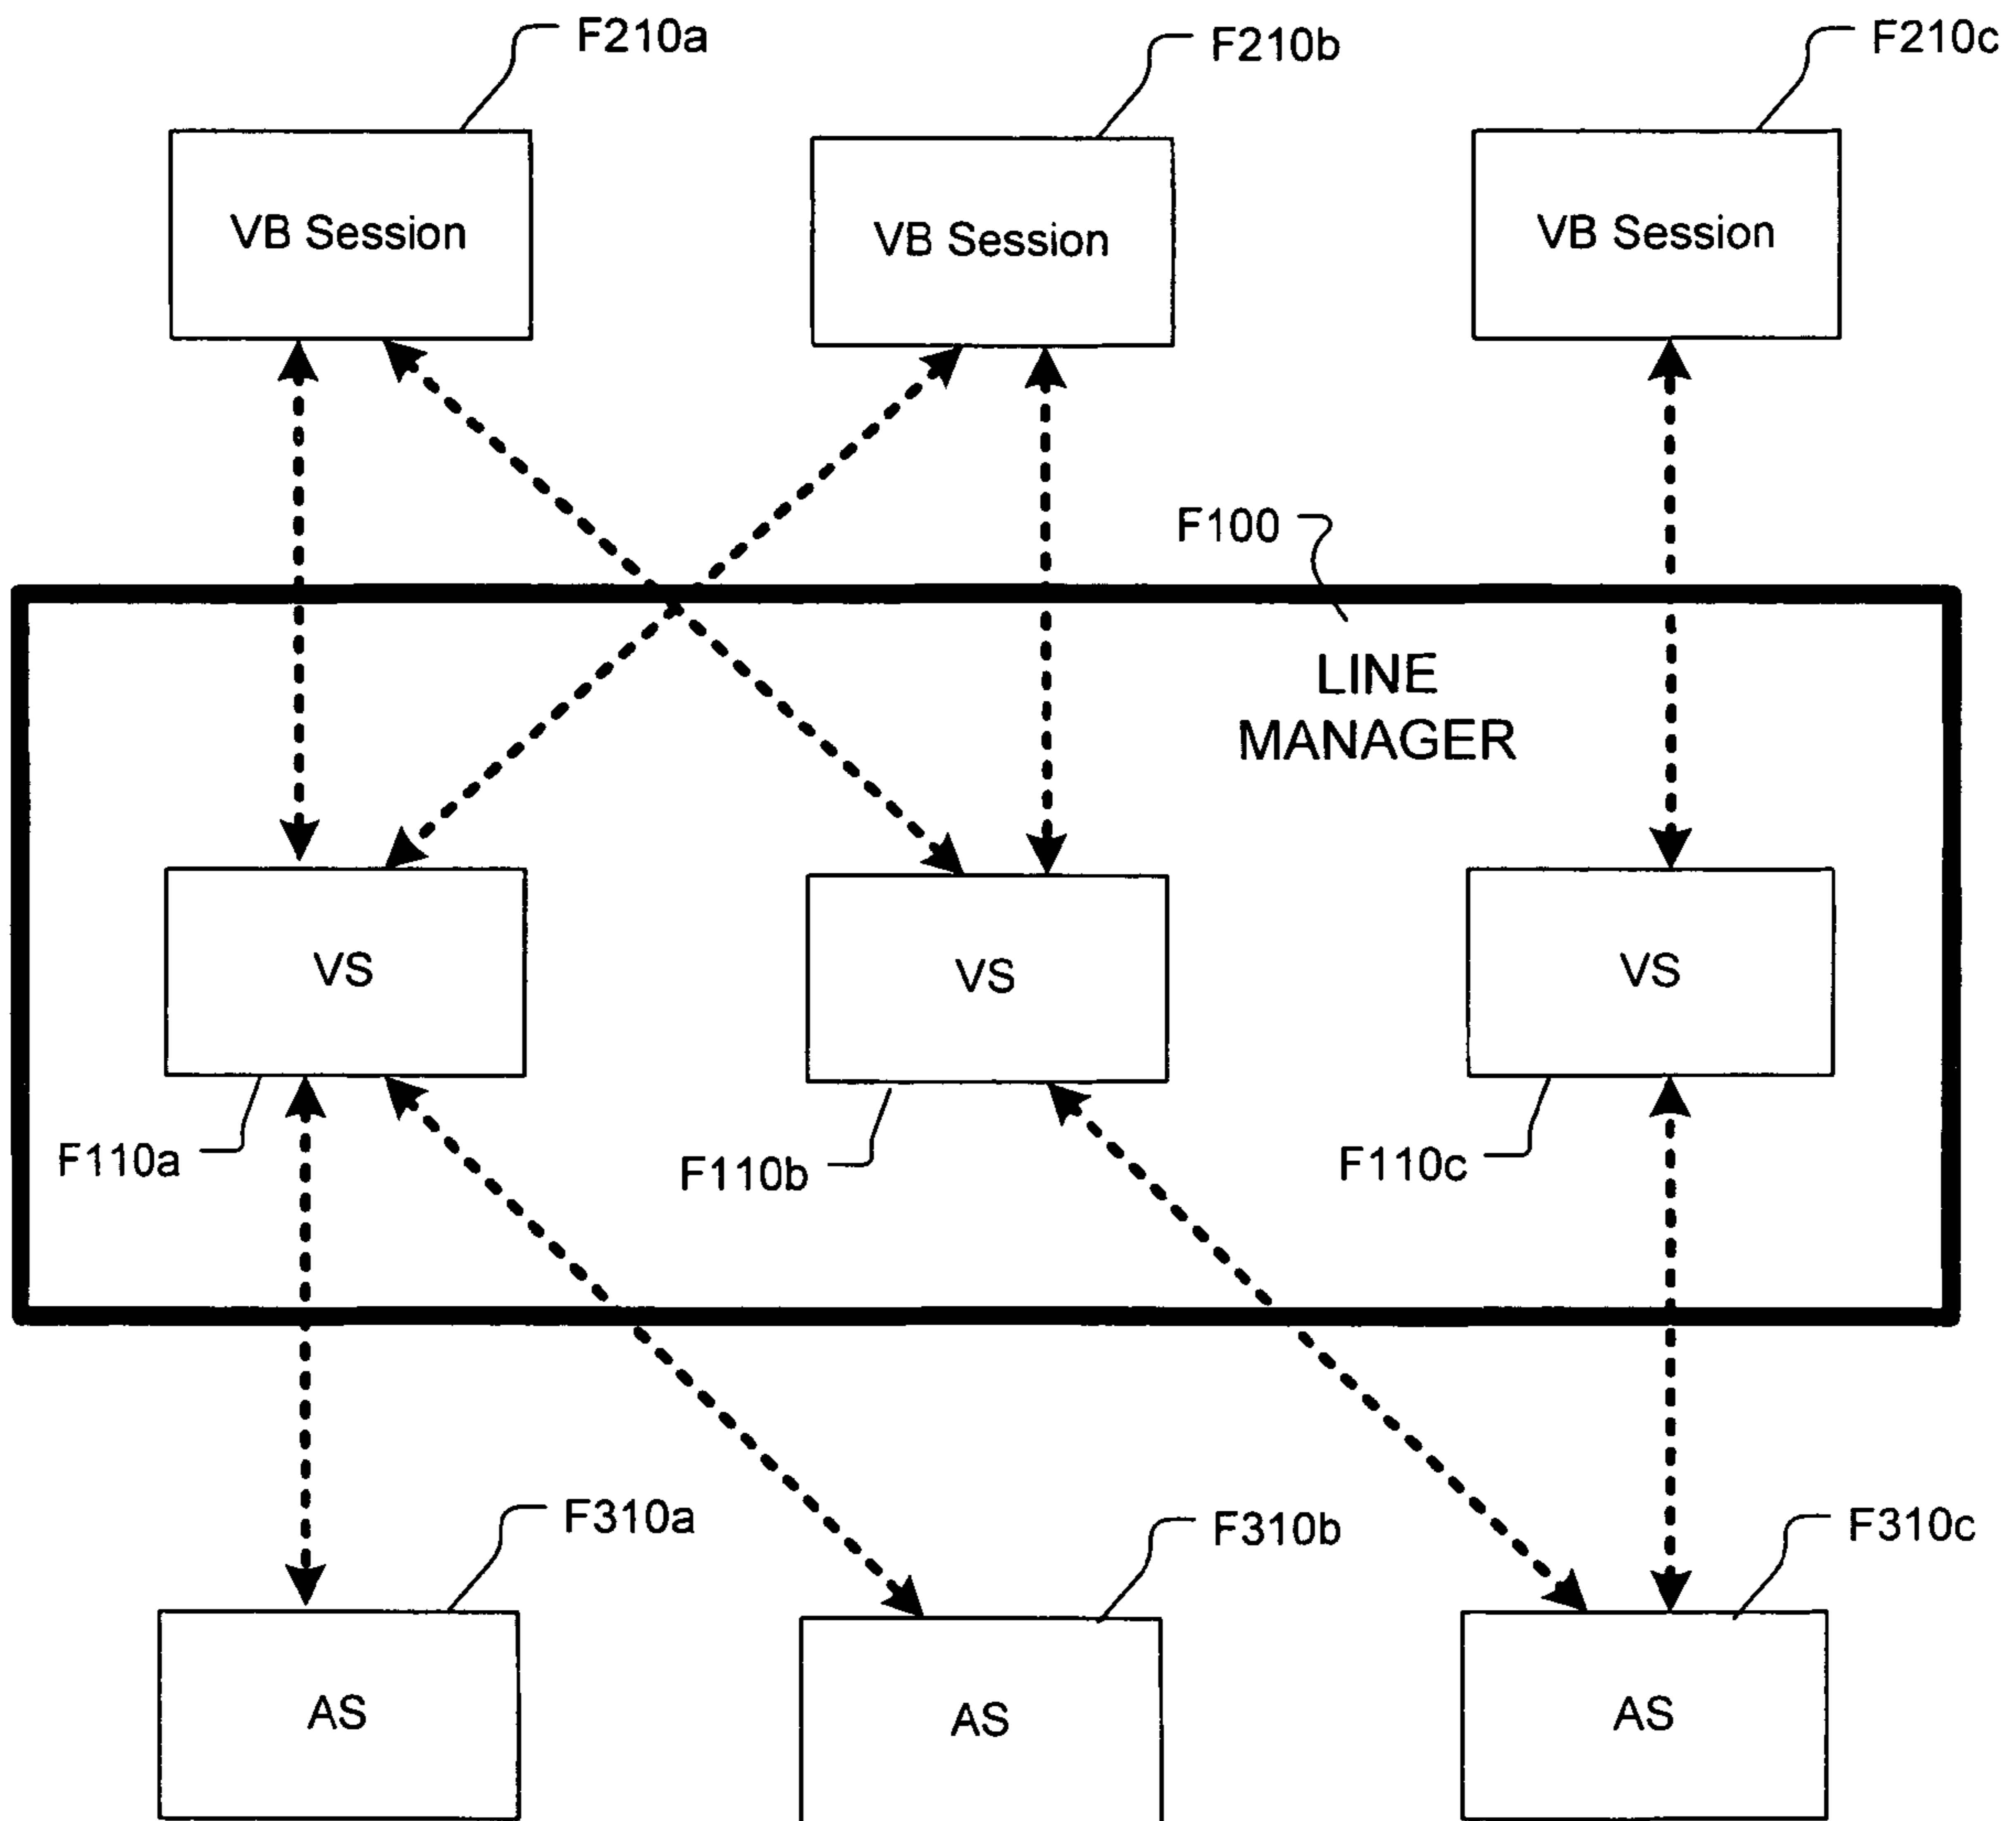 F210a
F210b
F210c
VB Session
VB Session
VB Session
F100
LINE
MANAGER
VS
VS
VS
F110a
F110b
F110c
F310a
F310b
F310c
AS
AS
AS